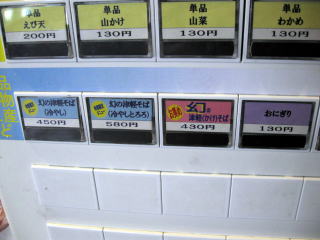 単品
えび天
200円
単品
山かけ
130円
単品
山菜
130円
単品
わかめ
130円
幻の津軽そば
(冷やし)
450円
幻の津軽そば
(冷やしとろろ)
580円
幻の
津軽(かけ)そば
430円
おにぎり
130円